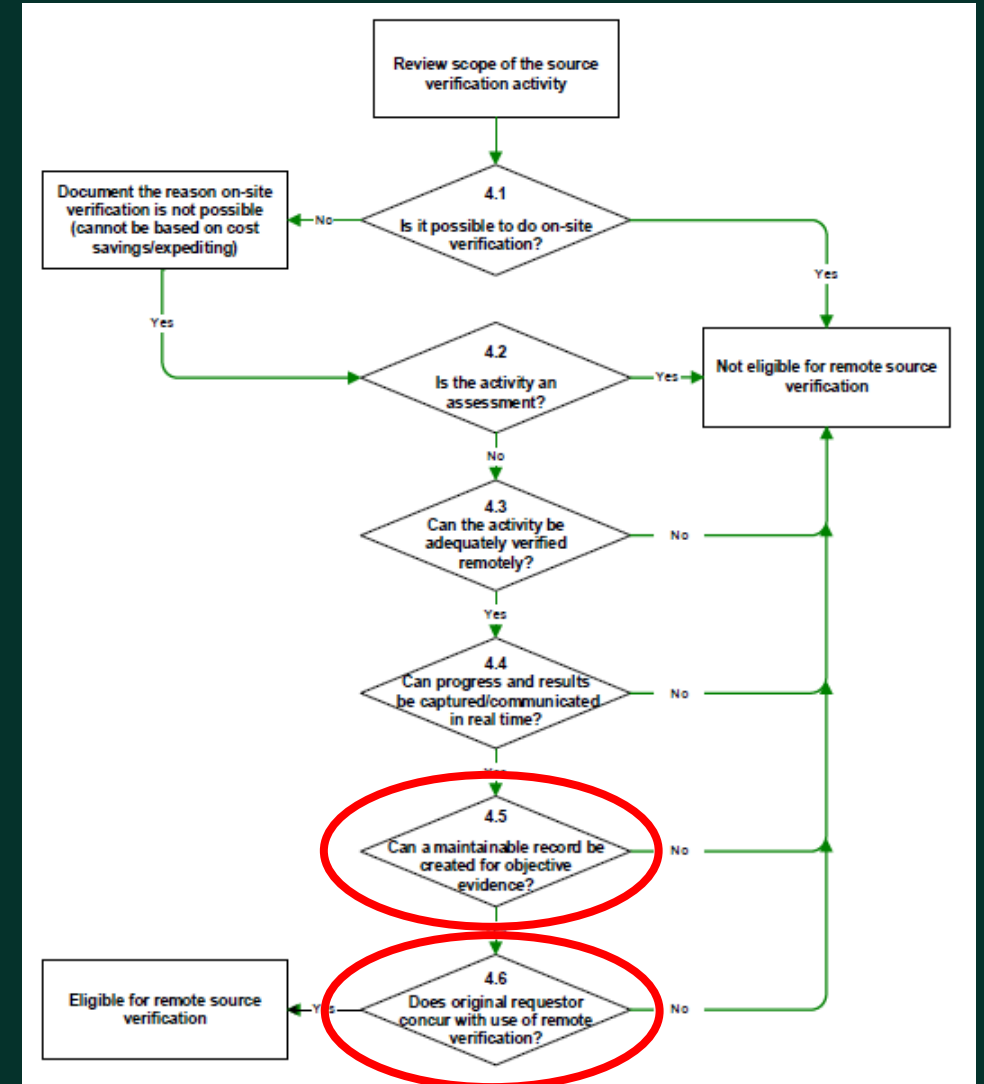 Review scope of the source
verification activity
4.1
Is it possible to do on-site
verification?
No
Yes
Document the reason on-site
verification is not possible
(cannot be based on cost
savings/expediting)
Yes
4.2
Is the activity an
assessment?
Yes
Not eligible for remote source
verification
No
4.3
Can the activity be
adequately verified
remotely?
No
Yes
4.4
Can progress and results
be captured/communicated
in real time?
No
Yes
4.5
Can a maintainable record be
created for objective
evidence?
No
4.6
Does original requestor
concur with use of remote
verification?
No
Yes
Eligible for remote source
verification